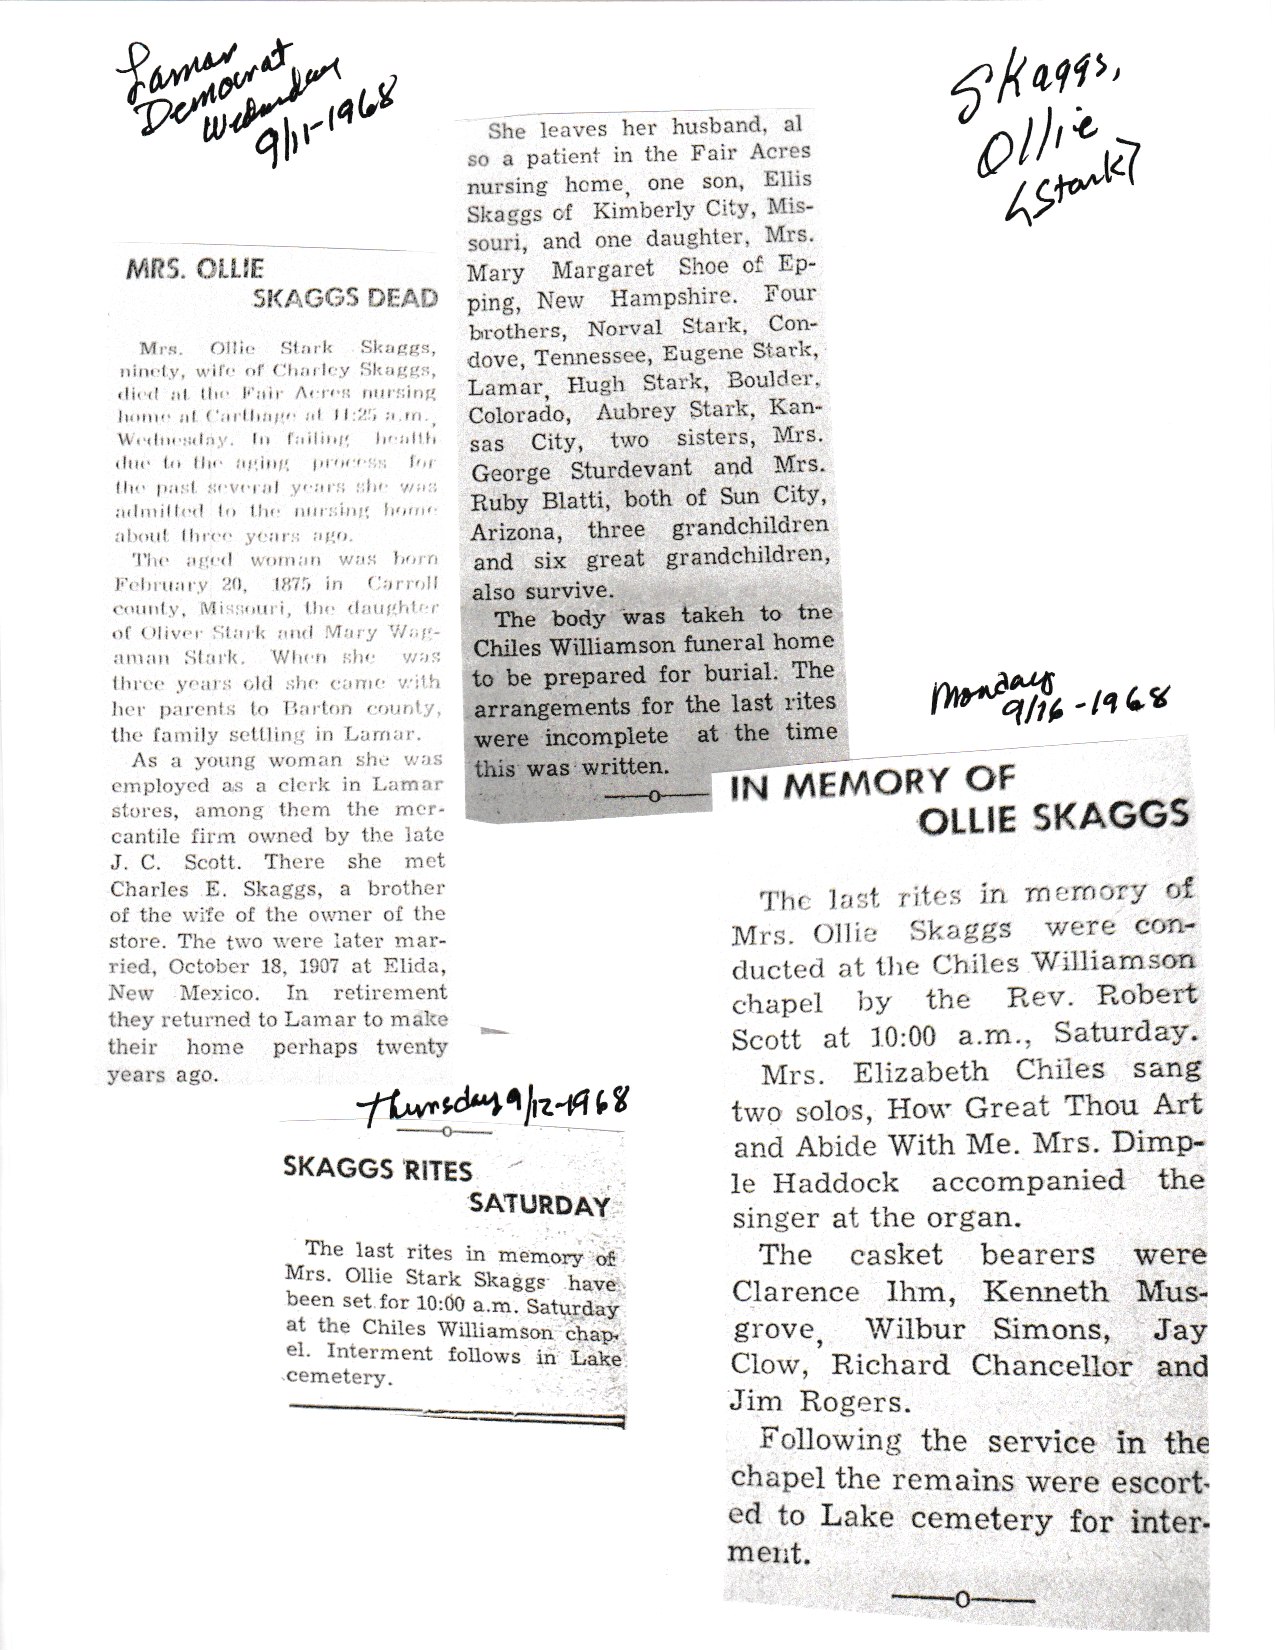 Lamar
Democrat
Wednesday
9/11-1968
Skaggs,
Ollie
<Stark>
MRS. OLLIE
SKAGGS DEAD
Mrs. Ollie Stark Skaggs,
ninety, wife of Charley Skaggs,
died at the Fair Acres nursing
home at Carthage at 11:25 a.m.,
Wednesday. In failing health
due to the aging process for
the past several years she was
admitted to the nursing home
about three years ago.
The aged woman was born
February 20, 1875 in Carroll
county, Missouri, the daughter
of Oliver Stark and Mary Wag-
aman Stark. When she was
three years old she came with
her parents to Barton county,
the family settling in Lamar.
As a young woman she was
employed as a clerk in Lamar
stores, among them the mer-
cantile firm owned by the late
J. C. Scott. There she met
Charles E. Skaggs, a brother
of the wife of the owner of the
store. The two were later mar-
ried, October 18, 1907 at Elida,
New Mexico. In retirement
they returned to Lamar to make
their home perhaps twenty
years ago.
She leaves her husband, al
so a patient in the Fair Acres
nursing home, one son, Ellis
Skaggs of Kimberly City, Mis-
souri, and one daughter, Mrs.
Mary Margaret Shoe of Ep-
ping, New Hampshire. Four
brothers, Norval Stark, Con-
dove, Tennessee, Eugene Stark,
Lamar, Hugh Stark, Boulder,
Colorado, Aubrey Stark, Kan-
sas City, two sisters, Mrs.
George Sturdevant and Mrs.
Ruby Blatti, both of Sun City,
Arizona, three grandchildren
and six great grandchildren,
also survive.
The body was takeh to tne
Chiles Williamson funeral home
to be prepared for burial. The
arrangements for the last rites
were incomplete at the time
this was written.
Thursday 9/12-1968
SKAGGS RITES
SATURDAY
The last rites in memory of
Mrs. Ollie Stark Skaggs have
been set for 10:00 a.m. Saturday
at the Chiles Williamson chap-
el. Interment follows in Lake
cemetery.
Monday
9/16-1968
IN MEMORY OF
OLLIE SKAGGS
The last rites in memory of
Mrs. Ollie Skaggs were con-
ducted at the Chiles Williamson
chapel by the Rev. Robert
Scott at 10:00 a.m., Saturday.
Mrs. Elizabeth Chiles sang
two solos, How Great Thou Art
and Abide With Me. Mrs. Dimp-
le Haddock accompanied the
singer at the organ.
The casket bearers were
Clarence Ihm, Kenneth Mus-
grove, Wilbur Simons, Jay
Clow, Richard Chancellor and
Jim Rogers.
Following the service in the
chapel the remains were escort-
ed to Lake cemetery for inter-
ment.